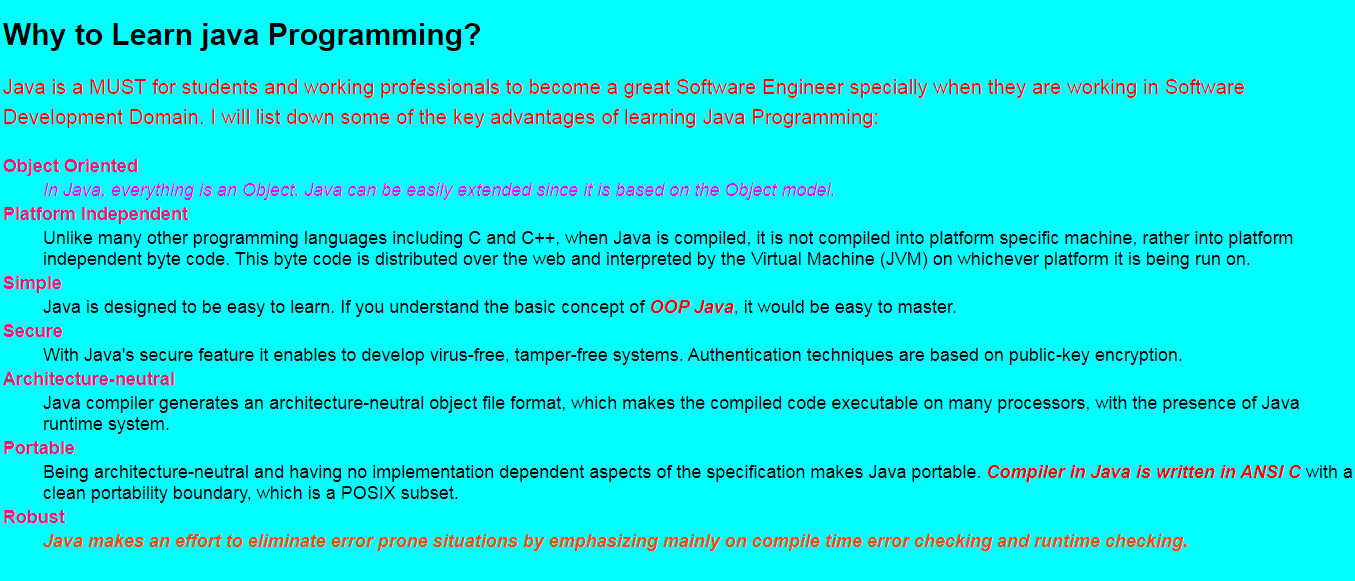 Why to Learn java Programming?
Java is a MUST for students and working professionals to become a great Software Engineer specially when they are working in Software
Development Domain. I will list down some of the key advantages of learning Java Programming:
Object Oriented
In Java, everything is an Object. Java can be easily extended since it is based on the Object model.
Platform Independent
Unlike many other programming languages including C and C++, when Java is compiled, it is not compiled into platform specific machine, rather into platform
independent byte code. This byte code is distributed over the web and interpreted by the Virtual Machine (JVM) on whichever platform it is being run on.
Simple
Java is designed to be easy to learn. If you understand the basic concept of OOP Java, it would be easy to master.
Secure
With Java's secure feature it enables to develop virus-free, tamper-free systems. Authentication techniques are based on public-key encryption.
Architecture-neutral
Java compiler generates an architecture-neutral object file format, which makes the compiled code executable on many processors, with the presence of Java
runtime system.
Portable
Being architecture-neutral and having no implementation dependent aspects of the specification makes Java portable. Compiler in Java is written in ANSI C with a
clean portability boundary, which is a POSIX subset.
Robust
Java makes an effort to eliminate error prone situations by emphasizing mainly on compile time error checking and runtime checking.